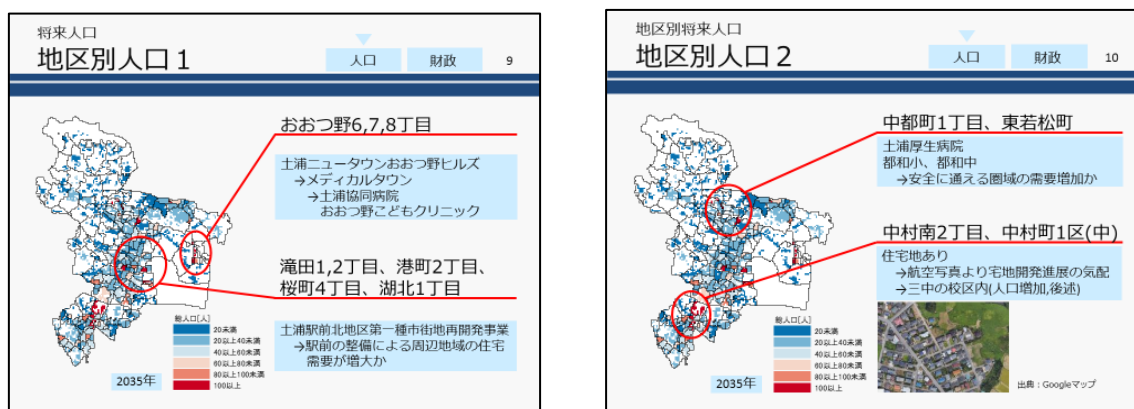 将来人口
地区別人口1
人口
財政
9
おおつ野6,7,8丁目
土浦ニュータウンおおつ野ヒルズ
→メディカルタウン
→土浦協同病院
おおつ野こどもクリニック
滝田1,2丁目、港町2丁目、
桜町4丁目、湖北1丁目
土浦駅前北地区第一種市街地再開発事業
→駅前の整備による周辺地域の住宅
需要が増大か
総人口[人]
20未満
20以上40未満
40以上60未満
60以上80未満
80以上100未満
100以上
2035年
地区別将来人口
地区別人口2
人口
財政
10
中都町1丁目、東若松町
土浦厚生病院
都和小、都和中
→安全に通える圏域の需要増加か
中村南2丁目、中村町1区(中)
住宅地あり
→航空写真より宅地開発進展の気配
→三中の校区内(人口増加,後述)
総人口[人]
20未満
20以上40未満
40以上60未満
60以上80未満
80以上100未満
100以上
2035年
出典：Googleマップ